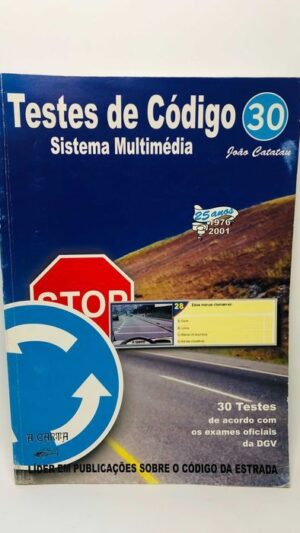 Testes de Código 30
Sistema Multimédia
João Catatau
25 anos
1976
2001
STOP
28
30 Testes
de acordo com
os exames oficiais
da DGV
A CARTA
LÍDER EM PUBLICAÇÕES SOBRE O CÓDIGO DA ESTRADA